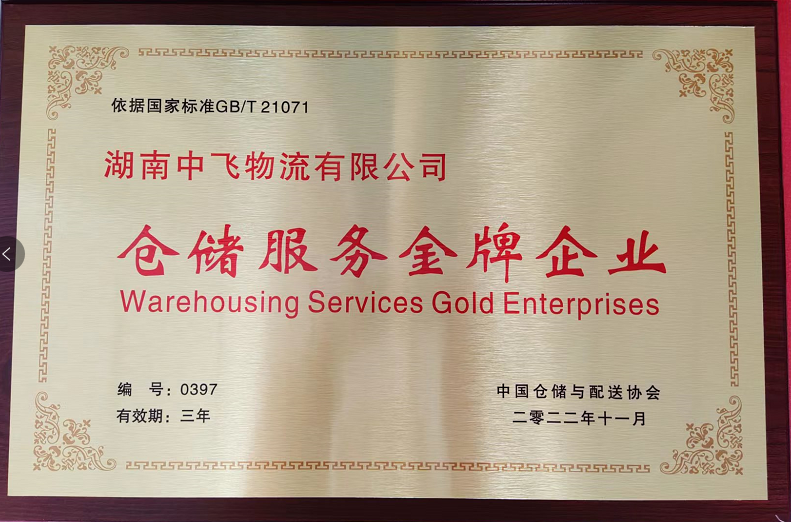 依据国家标准GB/T 21071
湖南中飞物流有限公司
仓储服务金牌企业
Warehousing Services Gold Enterprises
编 号：0397
有效期：三年
中国仓储与配送协会
二零二二年十一月